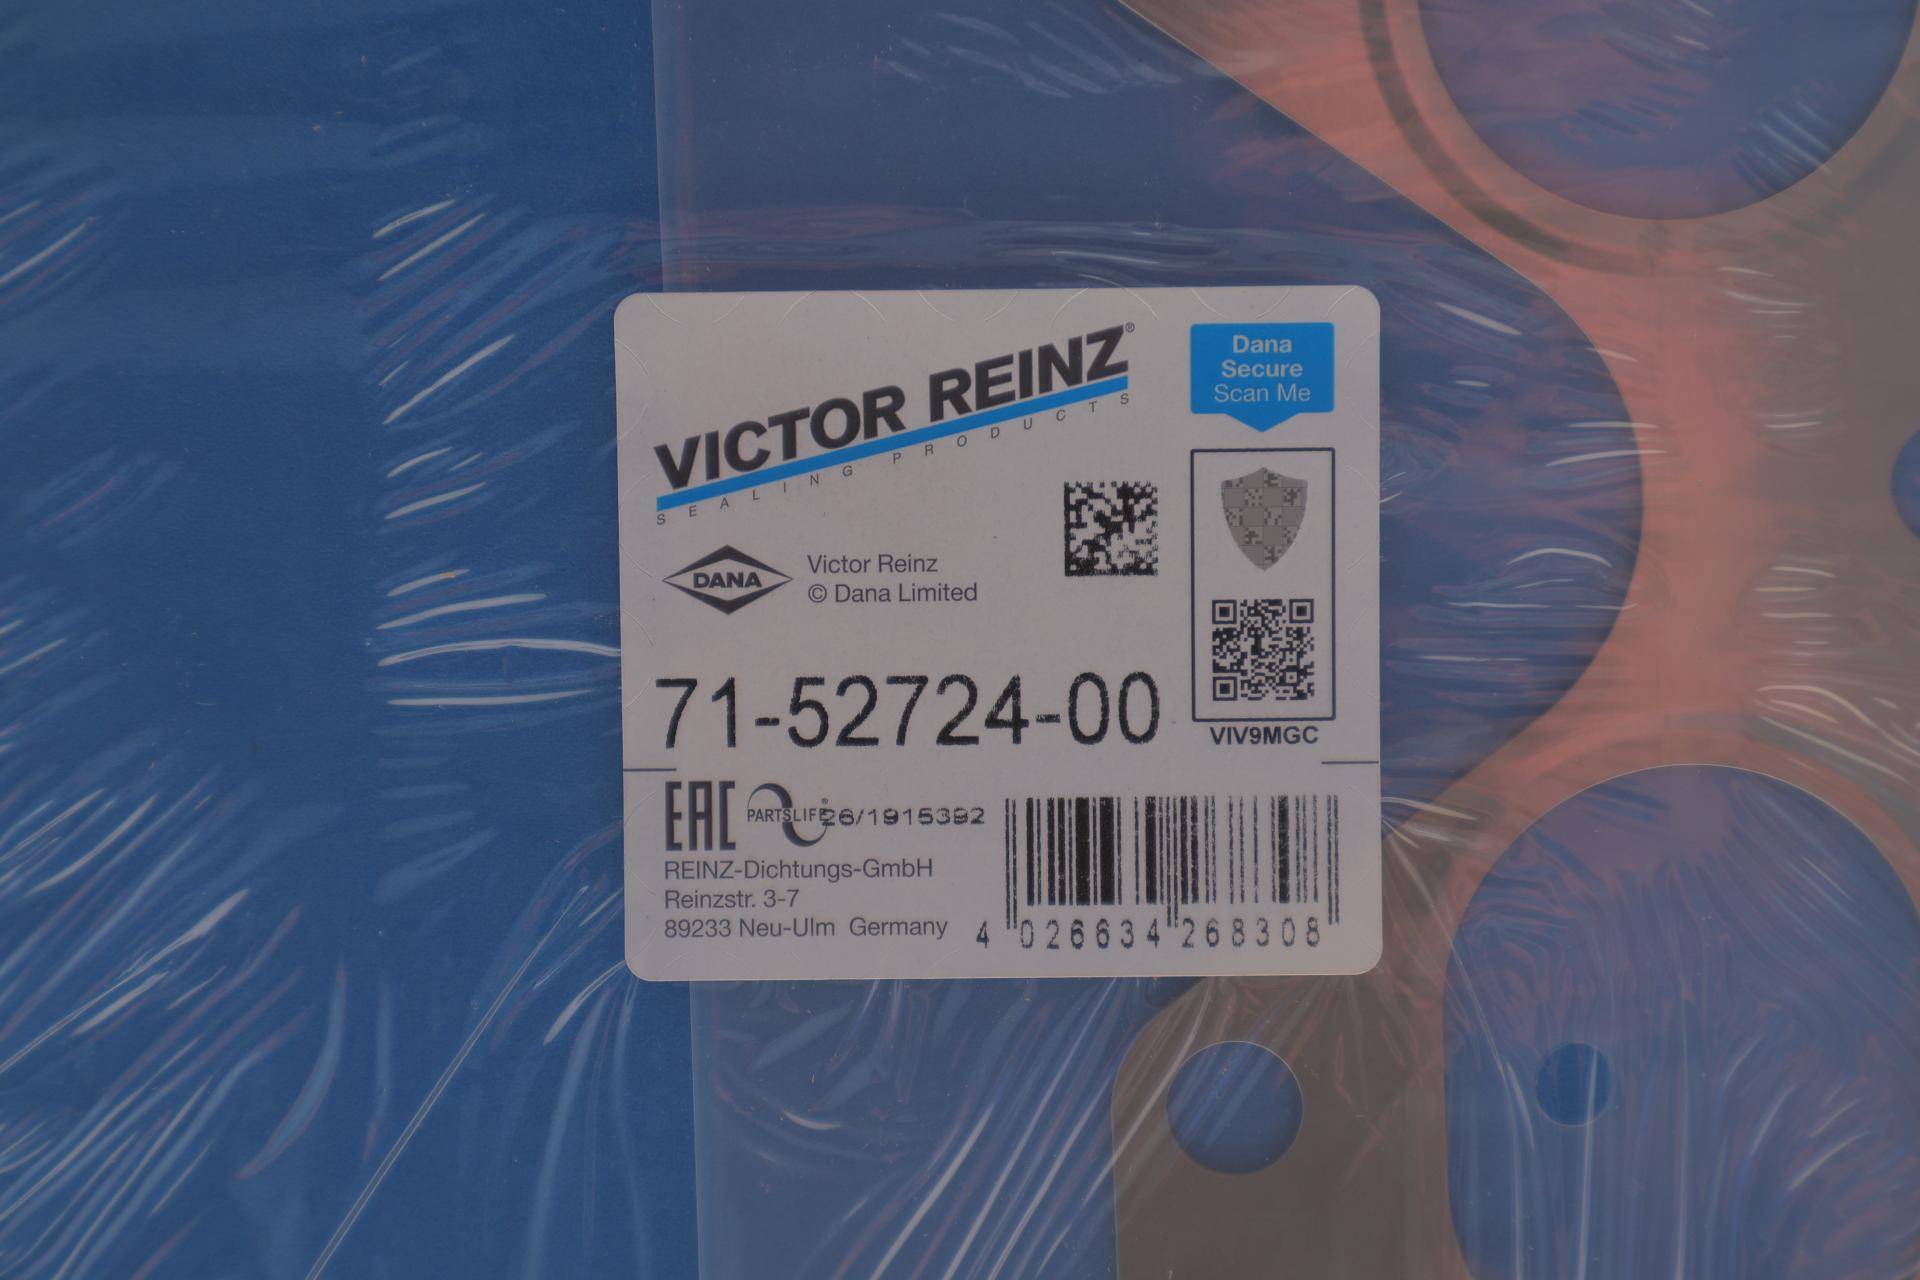 VICTOR REINZ®
SEALING PRODUCTS
Dana
Secure
Scan Me
DANA
Victor Reinz
© Dana Limited
71-52724-00
VIV9MGC
EAC PARTSLIFE® 26/1915392
REINZ-Dichtungs-GmbH
Reinzstr. 3-7
89233 Neu-Ulm Germany
4 026634 268308